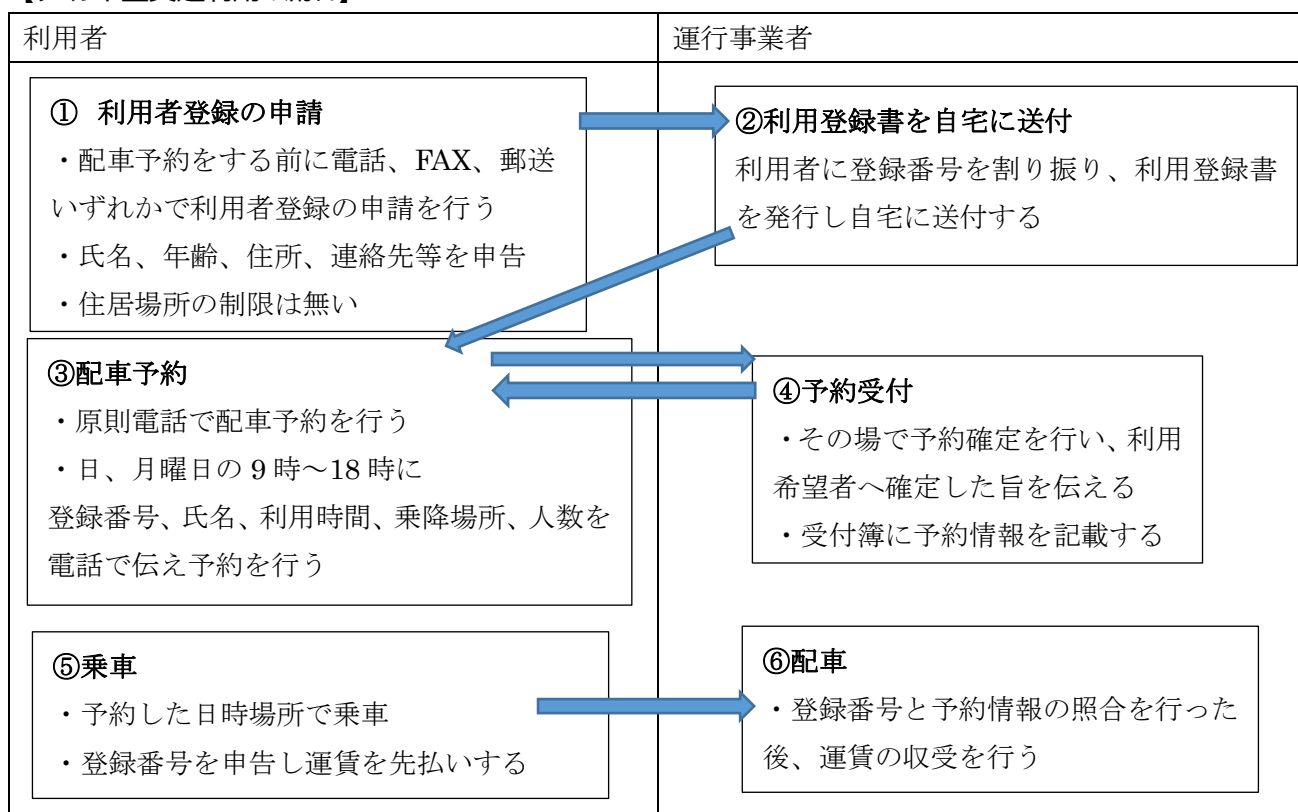 利用者
運行事業者
① 利用者登録の申請
・配車予約をする前に電話、FAX、郵送
いずれかで利用者登録の申請を行う
・氏名、年齢、住所、連絡先等を申告
・住居場所の制限は無い
②利用登録書を自宅に送付
利用者に登録番号を割り振り、利用登録書
を発行し自宅に送付する
③配車予約
・原則電話で配車予約を行う
・日、月曜日の 9 時～18 時に
登録番号、氏名、利用時間、乗降場所、人数を
電話で伝え予約を行う
④予約受付
・その場で予約確定を行い、利用
希望者へ確定した旨を伝える
・受付簿に予約情報を記載する
⑤乗車
・予約した日時場所で乗車
・登録番号を申告し運賃を先払いする
⑥配車
・登録番号と予約情報の照合を行った
後、運賃の収受を行う